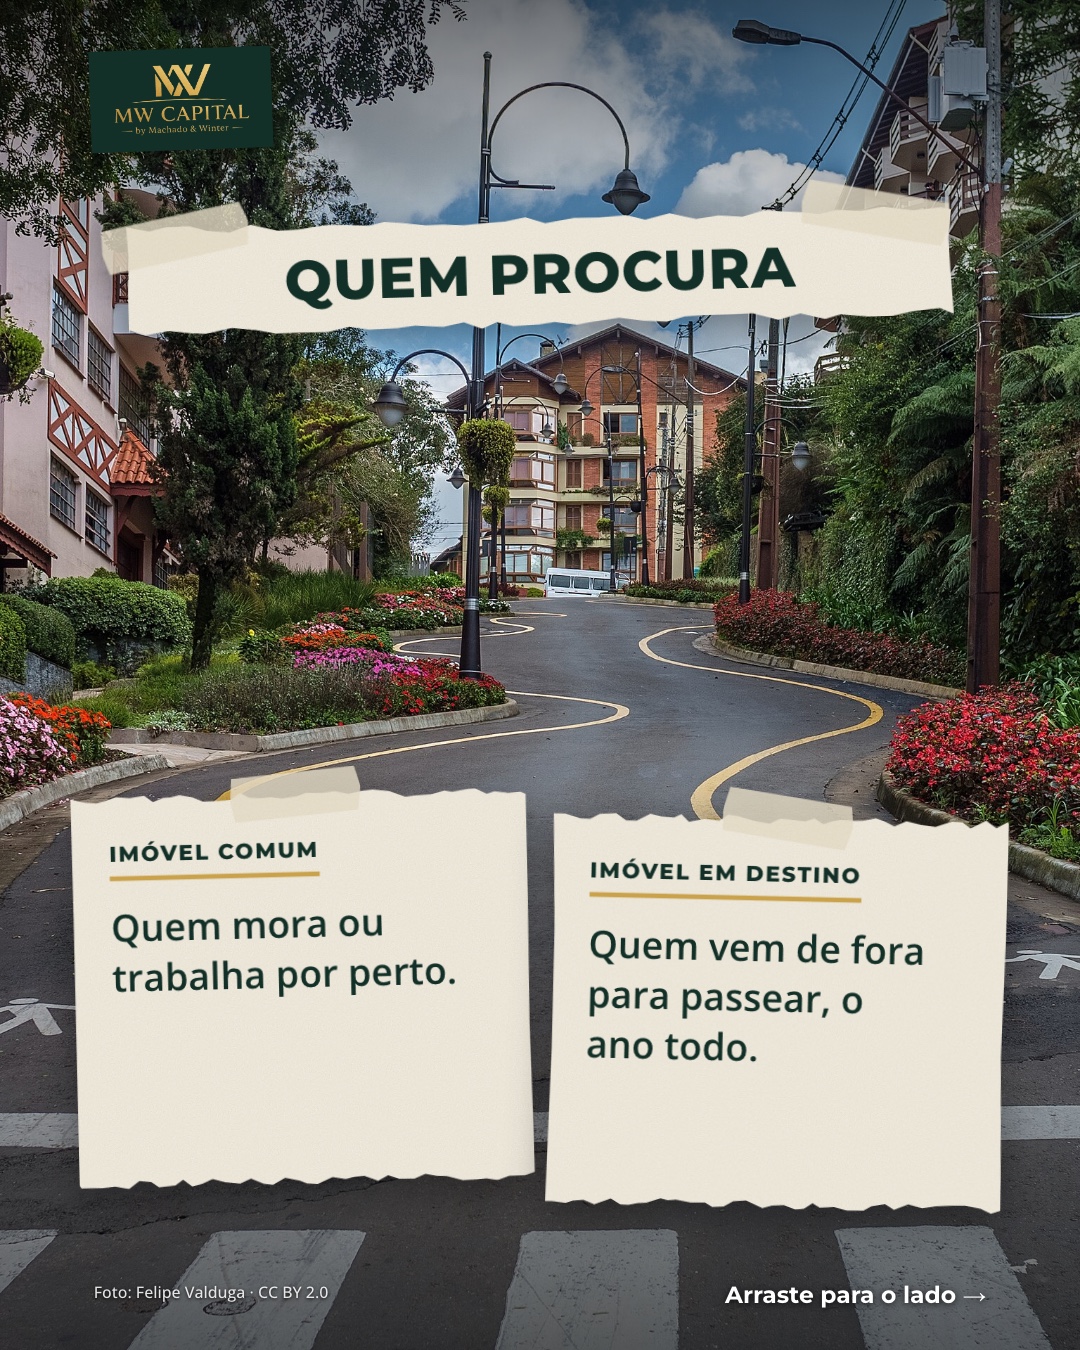 MW CAPITAL
by Machado & Winter
QUEM PROCURA
IMÓVEL COMUM
Quem mora ou
trabalha por perto.
IMÓVEL EM DESTINO
Quem vem de fora
para passear, o
ano todo.
Foto: Felipe Valduga · CC BY 2.0
Arraste para o lado →